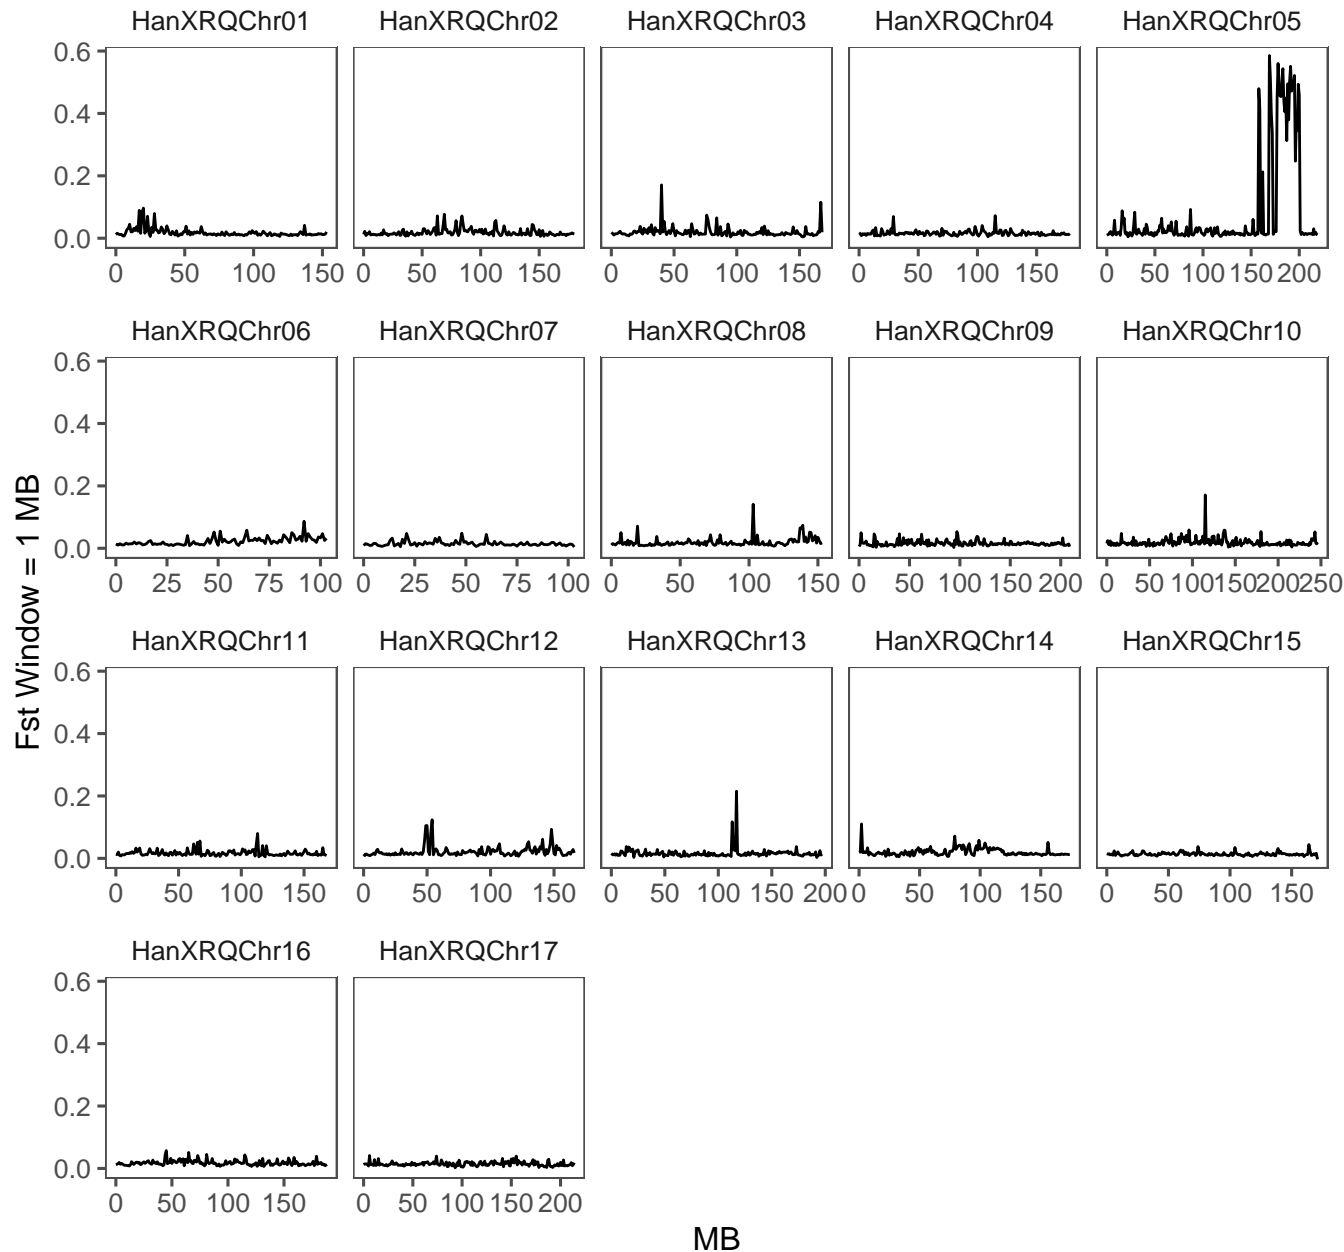 HanXRQChr01 HanXRQChr02 HanXRQChr03 HanXRQChr04 HanXRQChr05
0.6
0.4
0.2
0.0
0 50 100 150 0 50 100 150 0 50 100 150 0 50 100 150 0 50 100 150 200
HanXRQChr06 HanXRQChr07 HanXRQChr08 HanXRQChr09 HanXRQChr10
0.6
0.4
0.2
0.0
0 25 50 75 100 0 25 50 75 100 0 50 100 150 0 50 100 150 200 0 50 100 150 200 250
Fst Window = 1 MB
HanXRQChr11 HanXRQChr12 HanXRQChr13 HanXRQChr14 HanXRQChr15
0.6
0.4
0.2
0.0
0 50 100 150 0 50 100 150 0 50 100 150 200 0 50 100 150 0 50 100 150
HanXRQChr16 HanXRQChr17
0.6
0.4
0.2
0.0
0 50 100 150 0 50 100 150 200
MB